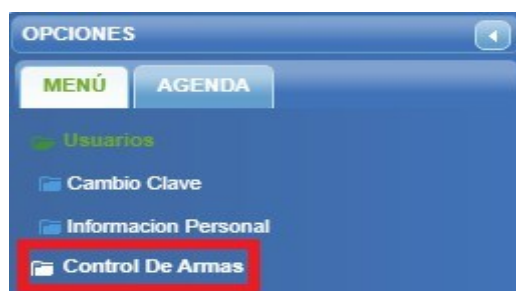 OPCIONES
MENÚ AGENDA
Usuarios
Cambio Clave
Informacion Personal
Control De Armas